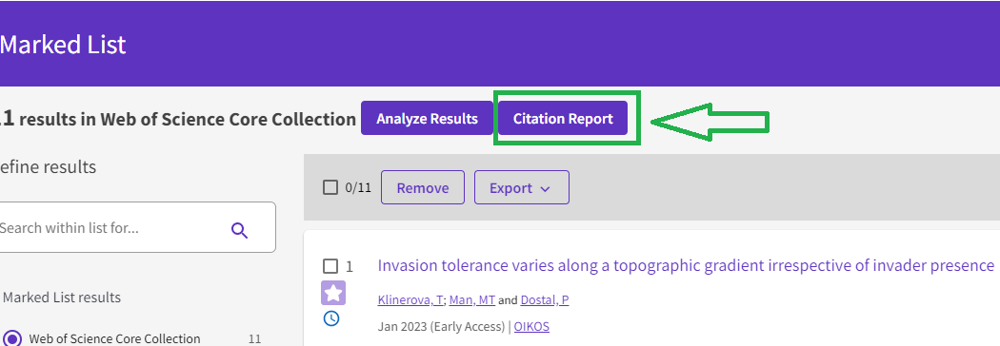 Marked List
11 results in Web of Science Core Collection Analyze Results Citation Report
efine results
0/11 Remove Export
Search within list for...
1 Invasion tolerance varies along a topographic gradient irrespective of invader presence
Klinerova, T; Man, MT and Dostal, P
Marked List results
Jan 2023 (Early Access) | OIKOS
Web of Science Core Collection 11